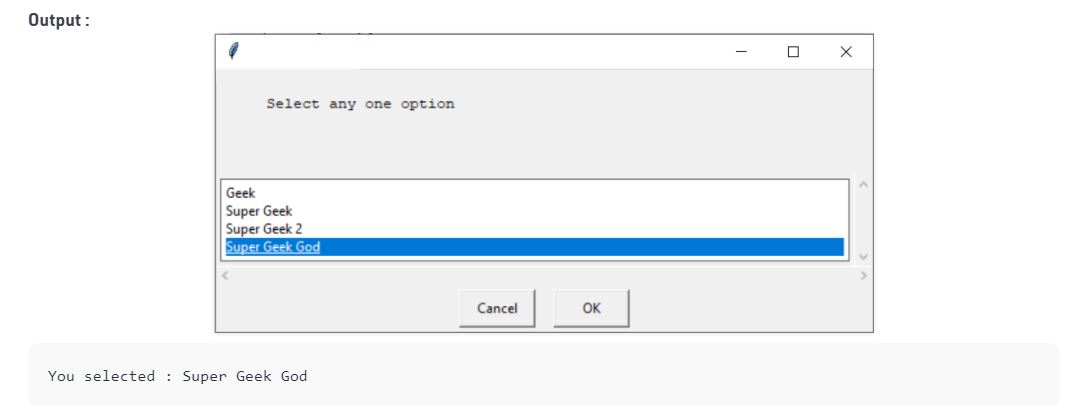 Output :
Select any one option
Geek
Super Geek
Super Geek 2
Super Geek God
Cancel OK
You selected : Super Geek God